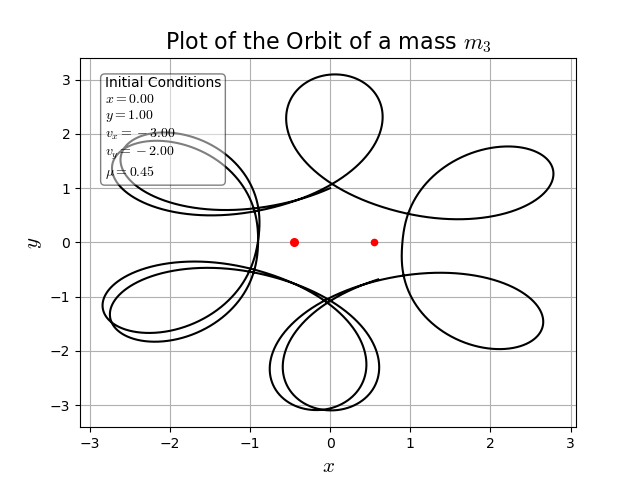 Plot of the Orbit of a mass m₃
Initial Conditions
x = 0.00
y = 1.00
vₓ = −3.00
v_y = −2.00
μ = 0.45
y
3
2
1
0
−1
−2
−3
−3 −2 −1 0 1 2 3
x